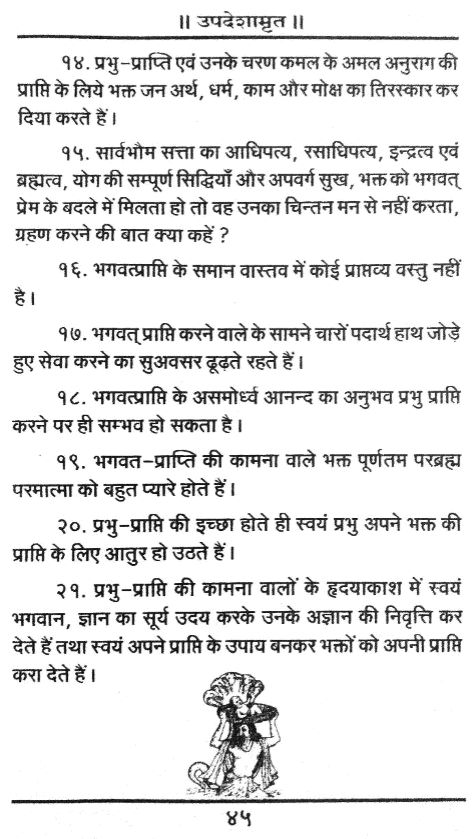 ॥ उपदेशामृत ॥
१४. प्रभु-प्राप्ति एवं उनके चरण कमल के अमल अनुराग की
प्राप्ति के लिये भक्त जन अर्थ, धर्म, काम और मोक्ष का तिरस्कार कर
दिया करते हैं ।
१५. सार्वभौम सत्ता का आधिपत्य, रसाधिपत्य, इन्द्रत्व एवं
ब्रह्मत्व, योग की सम्पूर्ण सिद्धियाँ और अपवर्ग सुख, भक्त को भगवत्
प्रेम के बदले में मिलता हो तो वह उनका चिन्तन मन से नहीं करता,
ग्रहण करने की बात क्या कहें ?
१६. भगवत्प्राप्ति के समान वास्तव में कोई प्राप्तव्य वस्तु नहीं
है ।
१७. भगवत् प्राप्ति करने वाले के सामने चारों पदार्थ हाथ जोड़े
हुए सेवा करने का सुअवसर ढूढ़ते रहते हैं ।
१८. भगवत्प्राप्ति के असमोर्ध्व आनन्द का अनुभव प्रभु प्राप्ति
करने पर ही सम्भव हो सकता है ।
१९. भगवत-प्राप्ति की कामना वाले भक्त पूर्णतम परब्रह्म
परमात्मा को बहुत प्यारे होते हैं ।
२०. प्रभु-प्राप्ति की इच्छा होते ही स्वयं प्रभु अपने भक्त की
प्राप्ति के लिए आतुर हो उठते हैं ।
२१. प्रभु-प्राप्ति की कामना वालों के हृदयाकाश में स्वयं
भगवान, ज्ञान का सूर्य उदय करके उनके अज्ञान की निवृत्ति कर
देते हैं तथा स्वयं अपने प्राप्ति के उपाय बनकर भक्तों को अपनी प्राप्ति
करा देते हैं ।
४५